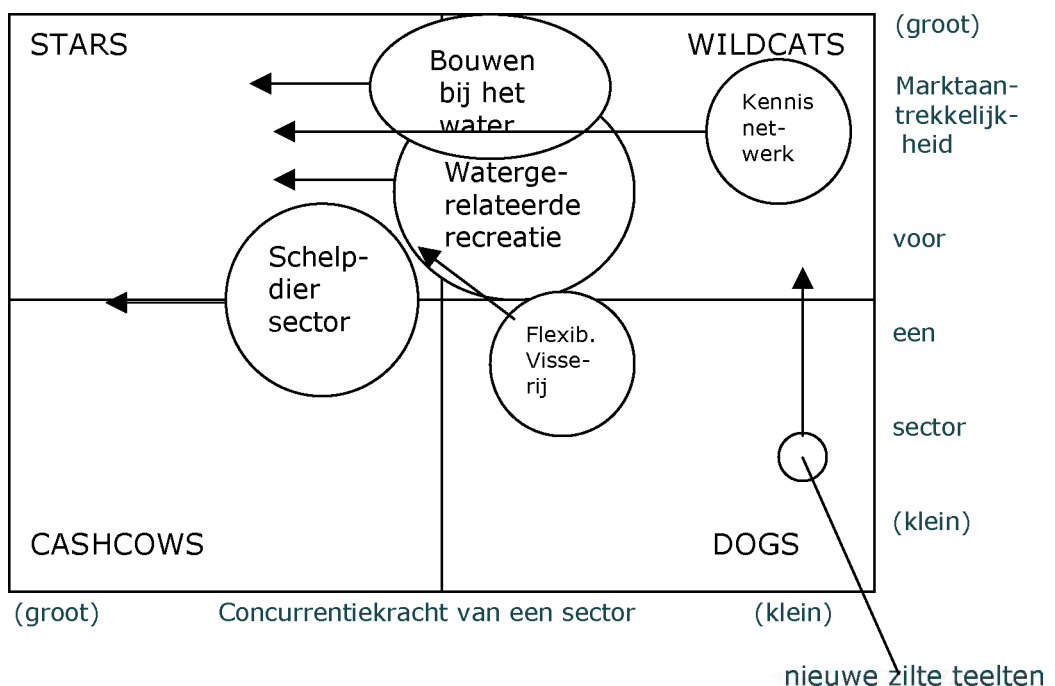 STARS
WILDCATS
(groot)
Bouwen
bij het
water
Kennis
net-
werk
Marktaan-
trekkelijk-
heid
Waterge-
relateerde
recreatie
Schelp-
dier
sector
voor
Flexib.
Visse-
rij
een
sector
(klein)
CASHCOWS
DOGS
(groot)
Concurrentiekracht van een sector
(klein)
nieuwe zilte teelten